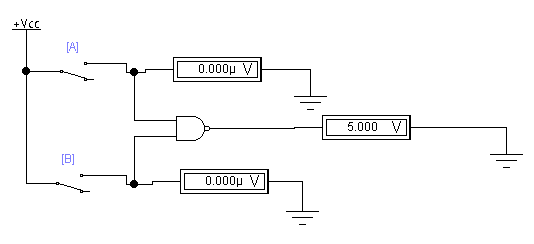 +Vcc
[A]
0.000µ V
5.000 V
[B]
0.000µ V